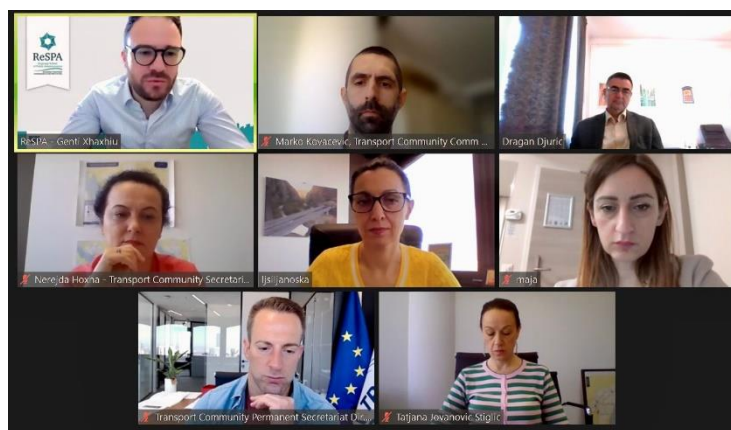 ReSPA
ReSPA - Genti Xhaxhiu
Marko Kovacevic, Transport Community Comm ...
Dragan Djuric
Nerejda Hoxha - Transport Community Secretari...
ljsiljanoska
maja
Transport Community Permanent Secretariat Dir...
Tatjana Jovanovic Stiglic